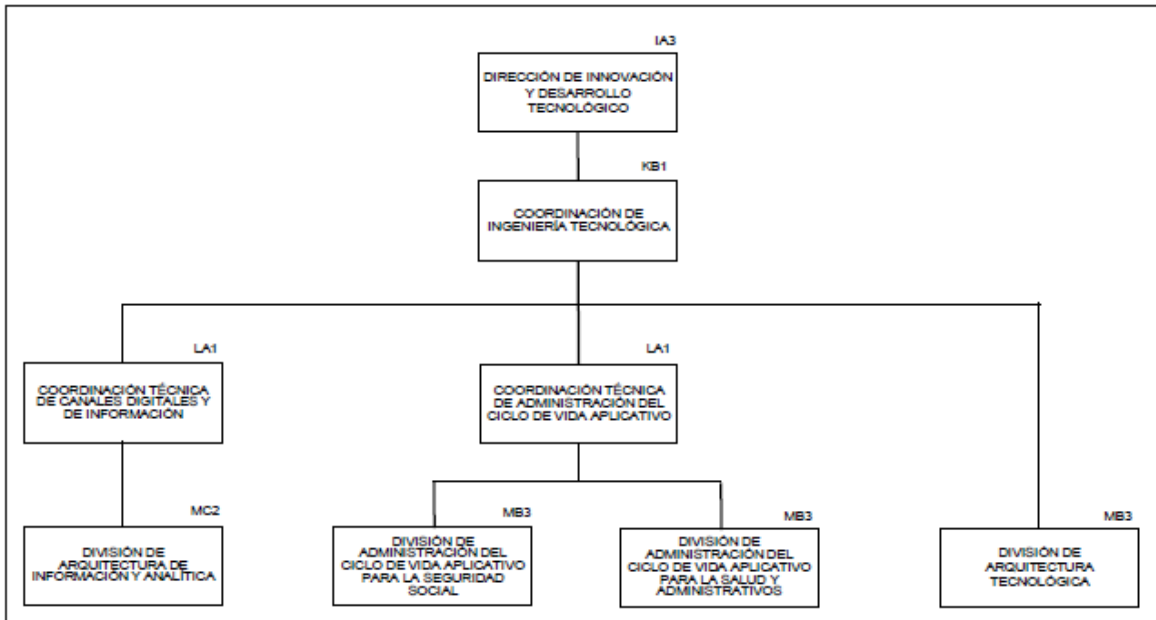 IA3
DIRECCIÓN DE INNOVACIÓN
Y DESARROLLO
TECNOLÓGICO
KB1
COORDINACIÓN DE
INGENIERÍA TECNOLÓGICA
LA1
COORDINACIÓN TÉCNICA
DE CANALES DIGITALES Y
DE INFORMACIÓN
LA1
COORDINACIÓN TÉCNICA
DE ADMINISTRACIÓN DEL
CICLO DE VIDA APLICATIVO
MC2
DIVISIÓN DE
ARQUITECTURA DE
INFORMACIÓN Y ANALÍTICA
MB3
DIVISIÓN DE
ADMINISTRACIÓN DEL
CICLO DE VIDA APLICATIVO
PARA LA SEGURIDAD
SOCIAL
MB3
DIVISIÓN DE
ADMINISTRACIÓN DEL
CICLO DE VIDA APLICATIVO
PARA LA SALUD Y
ADMINISTRATIVOS
MB3
DIVISIÓN DE
ARQUITECTURA
TECNOLÓGICA